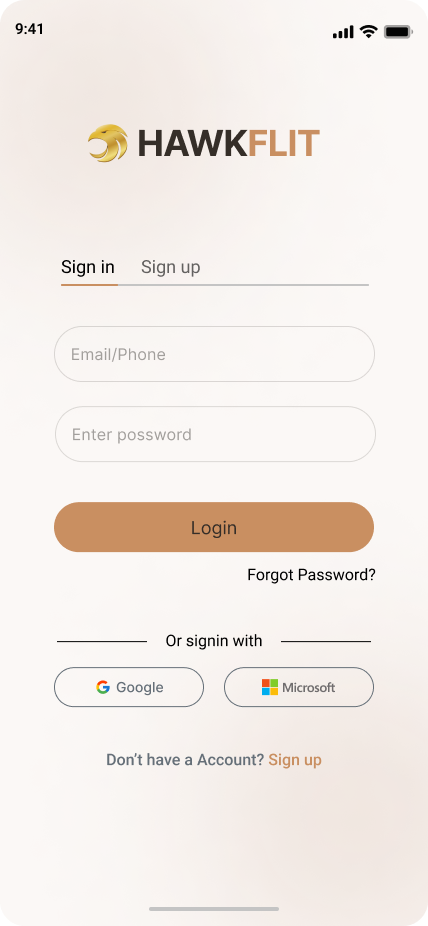 9:41
HAWKFLIT
Sign in Sign up
Email/Phone
Enter possword
Login
Forgot Password?
Or signin with
Google Microsoft
Don't have a Account? Sign up